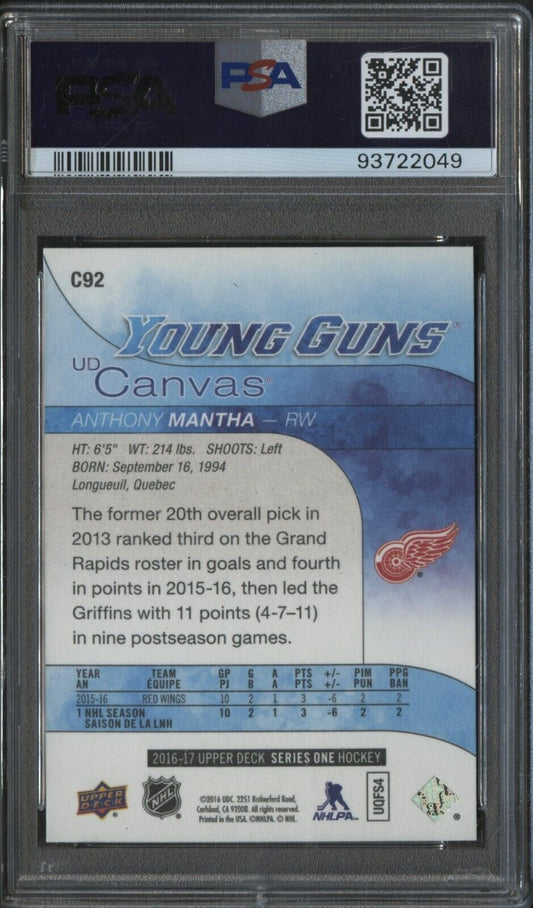 PSA
PSA
93722049
C92
YOUNG GUNS®
UD
Canvas®
ANTHONY MANTHA — RW
HT: 6'5" WT: 214 lbs. SHOOTS: Left
BORN: September 16, 1994
Longueuil, Quebec
The former 20th overall pick in
2013 ranked third on the Grand
Rapids roster in goals and fourth
in points in 2015-16, then led the
Griffins with 11 points (4-7–11)
in nine postseason games.
YEAR TEAM GP G A PTS +/- PIM PPG
AN ÉQUIPE PJ B A PTS +/- PUN BAN
2015-16 RED WINGS 10 2 1 3 -6 2 2
1 NHL SEASON 10 2 1 3 -6 2 2
SAISON DE LA LNH
2016-17 UPPER DECK SERIES ONE HOCKEY
UPPER DECK
NHL
©2016 UDC. 2251 Rutherford Road,
Carlsbad, CA 92008. All rights reserved.
Printed in the USA. ©NHLPA. © NHL.
NHLPA
UQFS4